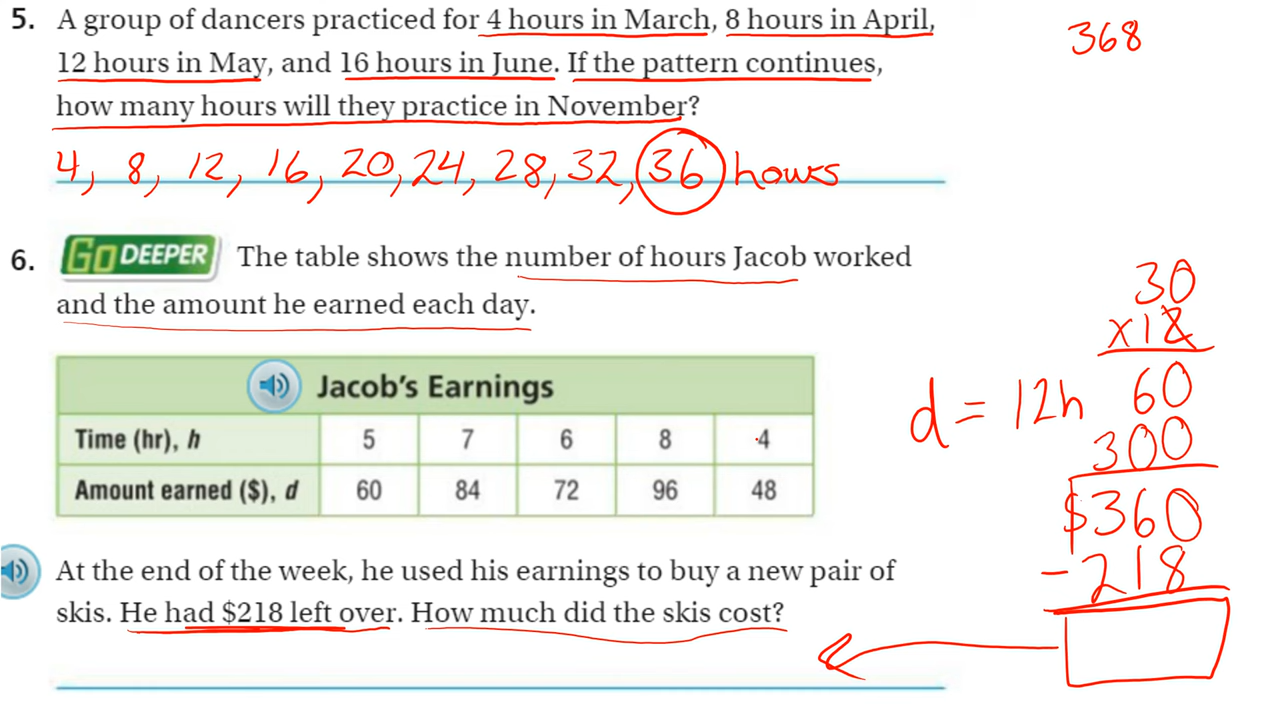 5. A group of dancers practiced for 4 hours in March, 8 hours in April,
12 hours in May, and 16 hours in June. If the pattern continues,
how many hours will they practice in November?
4, 8, 12, 16, 20, 24, 28, 32, 36 hours
368
6. Go DEEPER The table shows the number of hours Jacob worked
and the amount he earned each day.
Jacob's Earnings
Time (hr), h 5 7 6 8 4
Amount earned ($), d 60 84 72 96 48
d = 12h
30
x12
60
300
$360
- 218
At the end of the week, he used his earnings to buy a new pair of
skis. He had $218 left over. How much did the skis cost?